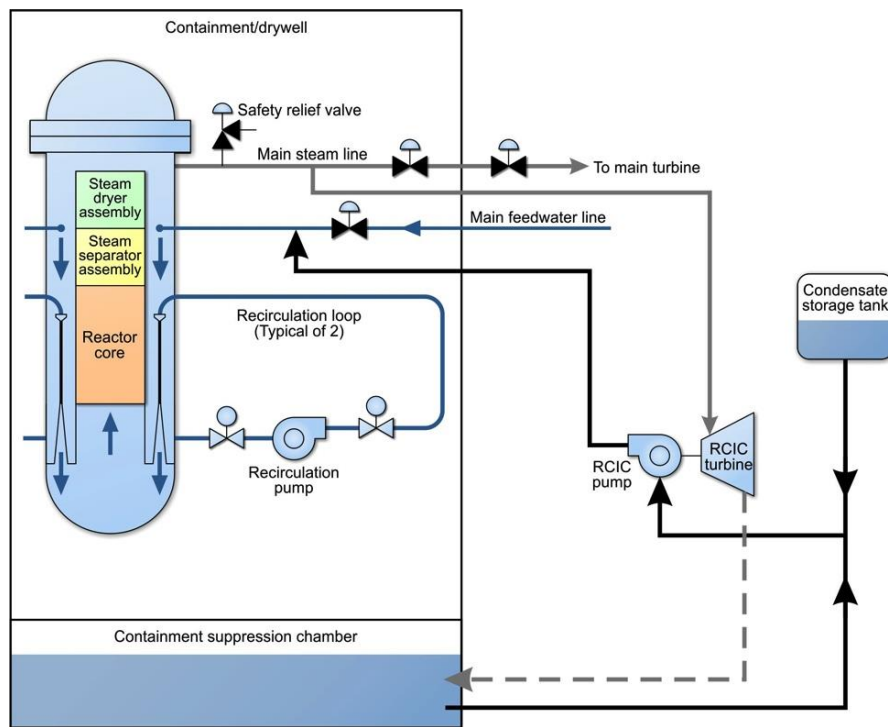 Containment/drywell
Safety relief valve
Main steam line
To main turbine
Steam
dryer
assembly
Main feedwater line
Steam
separator
assembly
Condensate
storage tank
Recirculation loop
(Typical of 2)
Reactor
core
RCIC
pump
RCIC
turbine
Recirculation
pump
Containment suppression chamber